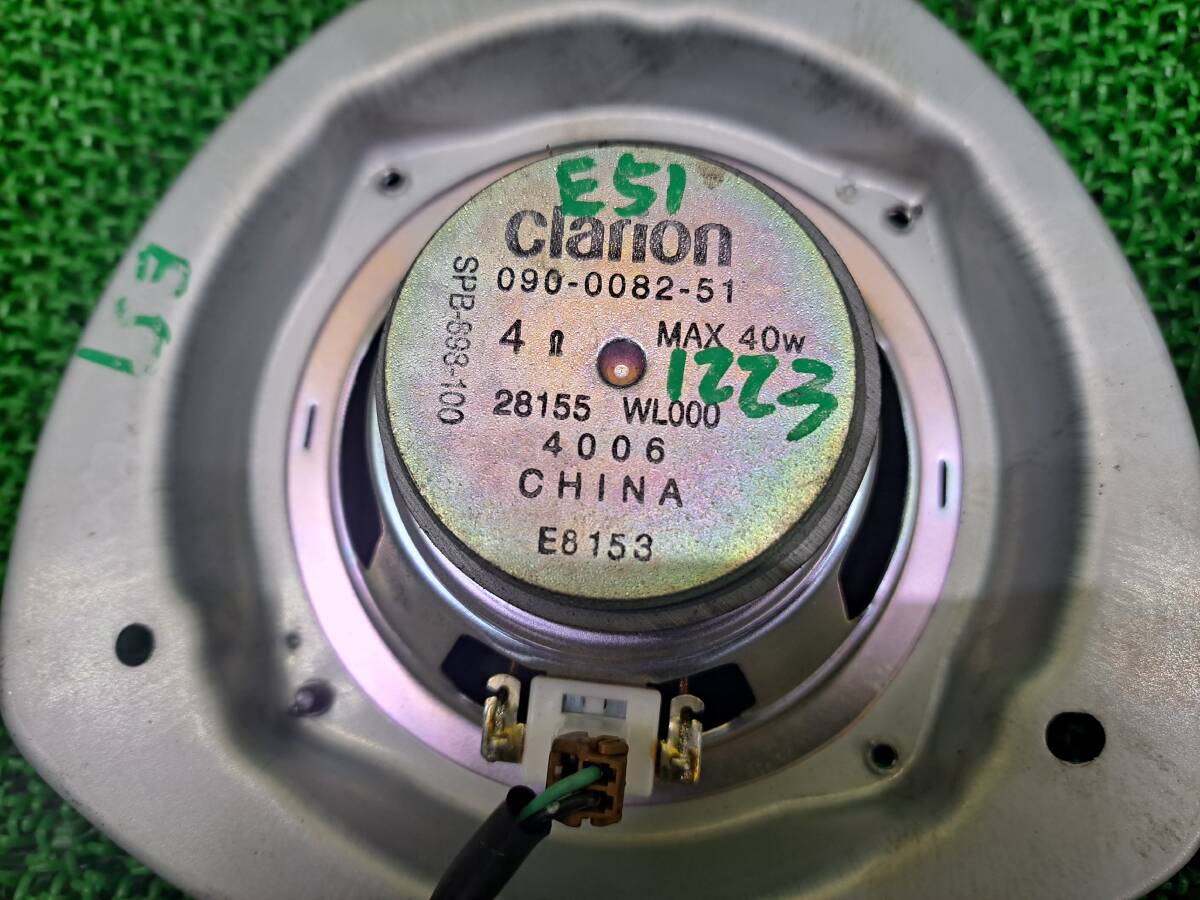 E51
clarion
090-0082-51
SPB-693-100
4 Ω MAX 40w
1223
28155 WL000
4006
CHINA
E8153
E51